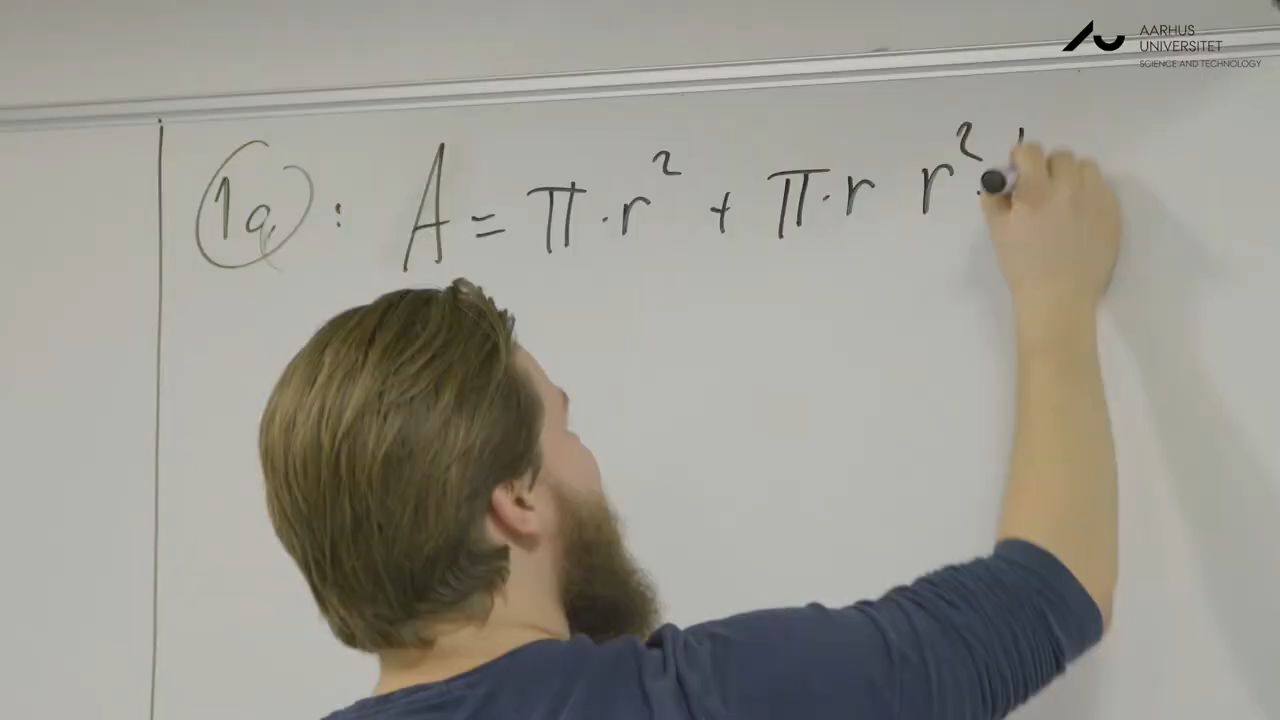 AARHUS
UNIVERSITET
SCIENCE AND TECHNOLOGY
1a: A = π·r² + π·r r²